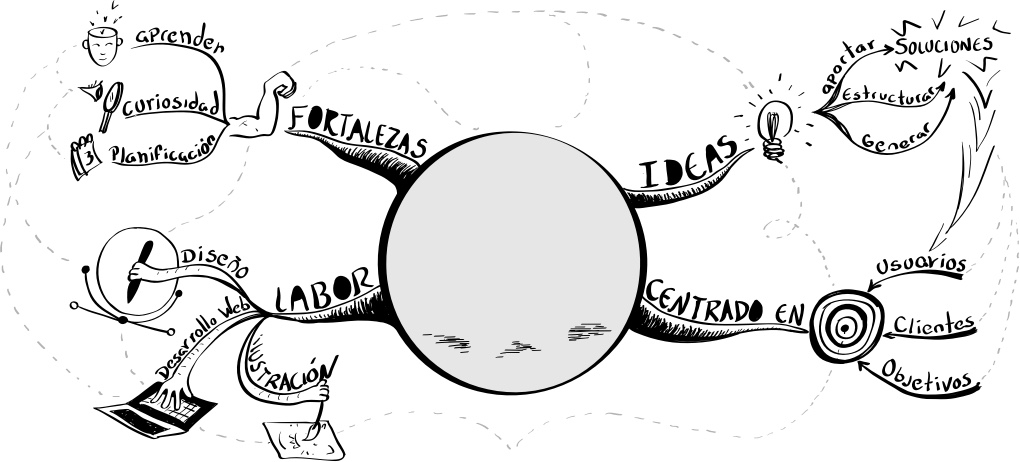 aprender
curiosidad
3
Planificación
FORTALEZAS
IDEAS
aportar
Estructurar
Generar
SOLUCIONES
LABOR
Diseño
Desarrollo Web
ILUSTRACIÓN
CENTRADO EN
Usuarios
Clientes
Objetivos